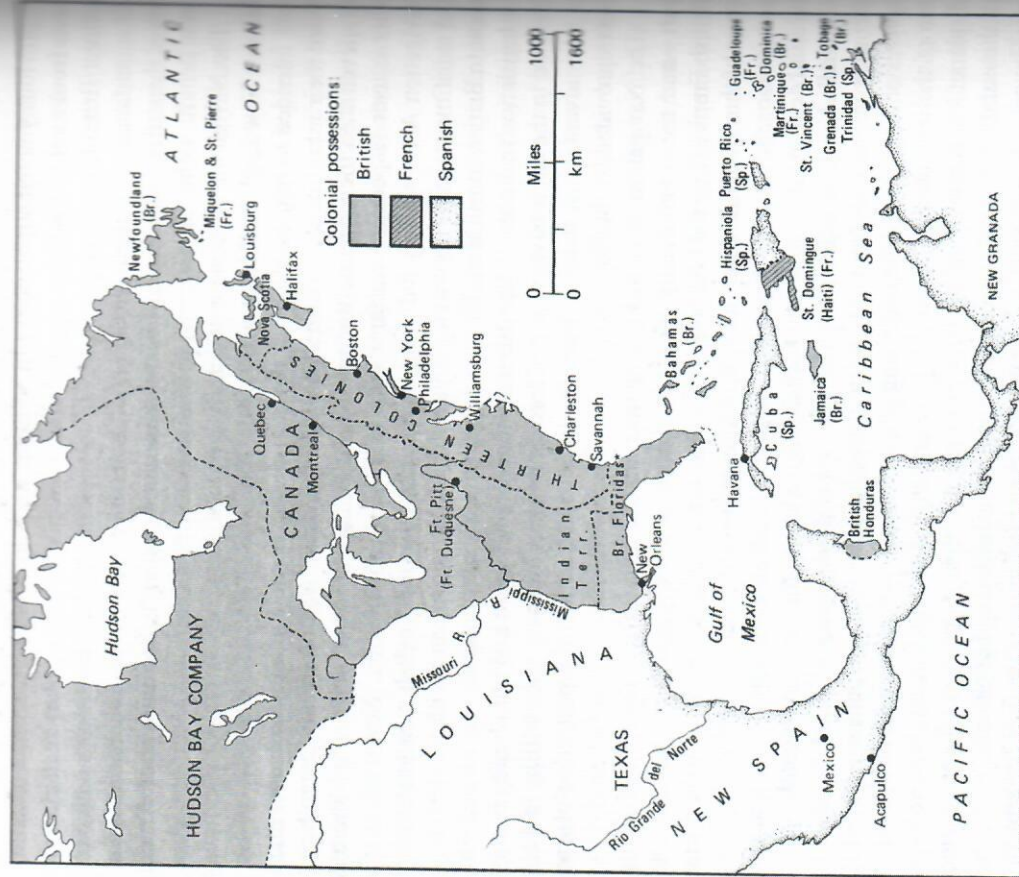 ATLANTIC
OCEAN
Newfoundland
(Br.)
Miquelon & St. Pierre
(Fr.)
Louisburg
Nova Scotia
Halifax
Hudson Bay
HUDSON BAY COMPANY
Quebec
CANADA
Montreal
Boston
New York
Philadelphia
THIRTEEN COLONIES
Williamsburg
Ft. Pitt
(Ft Duquesne)
Charleston
Savannah
Indian
Terr.
Br. Floridas*
New
Orleans
Mississippi
R
Missouri
R
LOUISIANA
TEXAS
Rio Grande
del Norte
NEW SPAIN
Mexico
Acapulco
PACIFIC OCEAN
Gulf of
Mexico
Colonial possessions:
British
French
Spanish
0 Miles 1000
0 km 1600
Bahamas
(Br.)
Havana
Cuba
(Sp.)
Jamaica
(Br.)
British
Honduras
Hispaniola
(Sp.)
St. Domingue
(Haiti) (Fr.)
Puerto Rico
(Sp.)
Guadeloupe
(Fr.)
Dominica
(Br.)
Martinique
(Fr.)
St. Vincent (Br.)
Grenada (Br.)
Tobago
(Br.)
Trinidad (Sp.)
Caribbean Sea
NEW GRANADA